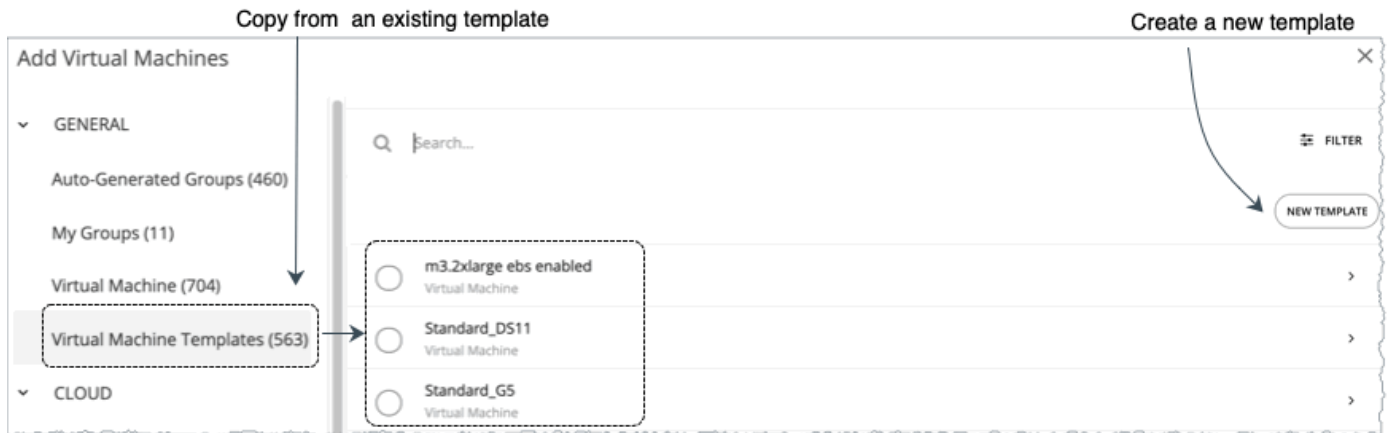 Copy from an existing template
Create a new template
Add Virtual Machines
GENERAL
Search...
FILTER
Auto-Generated Groups (460)
NEW TEMPLATE
My Groups (11)
m3.2xlarge ebs enabled
Virtual Machine
Virtual Machine (704)
Standard_DS11
Virtual Machine
Virtual Machine Templates (563)
Standard_G5
Virtual Machine
CLOUD